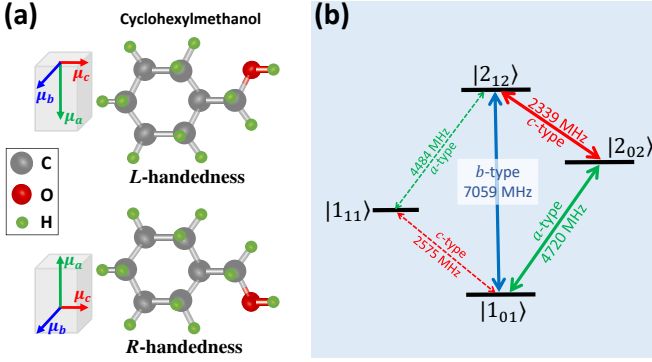 (a)
Cyclohexylmethanol
μc
μb
μa
L-handedness
C
O
H
μa
μc
μb
R-handedness
(b)
|2₁₂⟩
2339 MHz
c-type
4484 MHz
a-type
|2₀₂⟩
b-type
7059 MHz
|1₁₁⟩
c-type
2575 MHz
a-type
4720 MHz
|1₀₁⟩